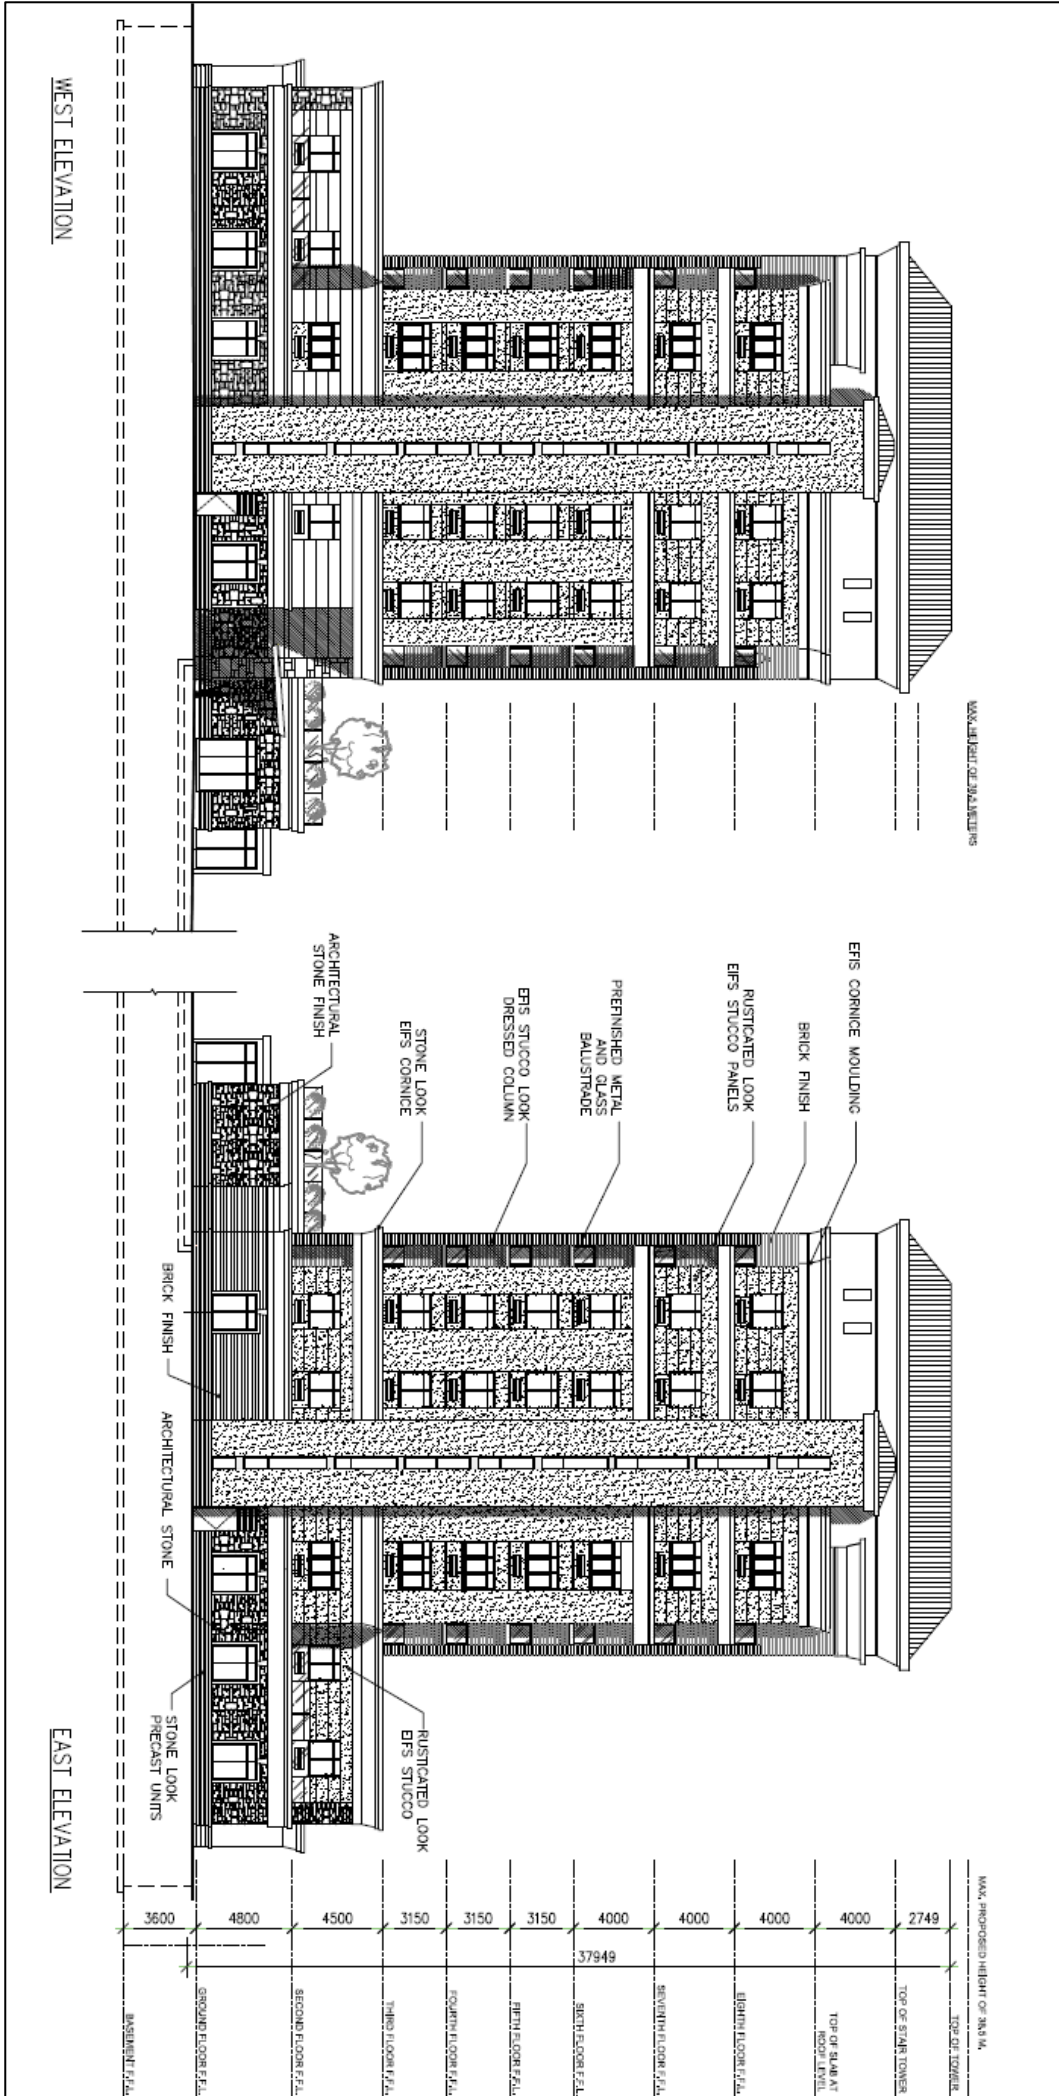 WEST ELEVATION
MAX. HEIGHT OF 38.5 METERS
EFIS CORNICE MOULDING
BRICK FINISH
RUSTICATED LOOK
EIFS STUCCO PANELS
PREFINISHED METAL
AND GLASS
BALUSTRADE
EFIS STUCCO LOOK
DRESSED COLUMN
STONE LOOK
EIFS CORNICE
ARCHITECTURAL
STONE FINISH
BRICK FINISH
ARCHITECTURAL STONE
STONE LOOK
PRECAST UNITS
RUSTICATED LOOK
EIFS STUCCO
EAST ELEVATION
MAX. PROPOSED HEIGHT OF 38.5 M.
3600
4800
4500
3150
3150
3150
4000
4000
4000
4000
2749
37949
TOP OF TOWER
TOP OF STAIR TOWER
TOP OF SLAB AT
ROOF LEVEL
EIGHTH FLOOR F.F.L.
SEVENTH FLOOR F.F.L.
SIXTH FLOOR F.F.L.
FIFTH FLOOR F.F.L.
FOURTH FLOOR F.F.L.
THIRD FLOOR F.F.L.
SECOND FLOOR F.F.L.
GROUND FLOOR F.F.L.
BASEMENT F.F.L.